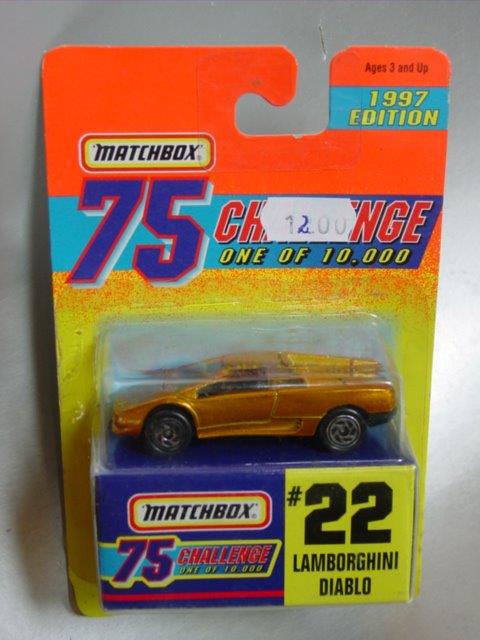 Ages 3 and Up
1997
EDITION
"MATCHBOX"
75 CHALLENGE
1200
ONE OF 10.000
"MATCHBOX"
75 CHALLENGE
ONE OF 10.000
#22
LAMBORGHINI
DIABLO